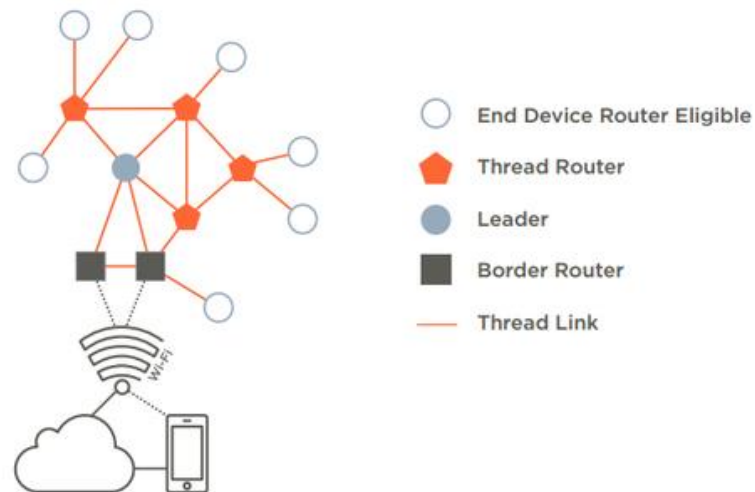 End Device Router Eligible
Thread Router
Leader
Border Router
Thread Link
Wi-Fi